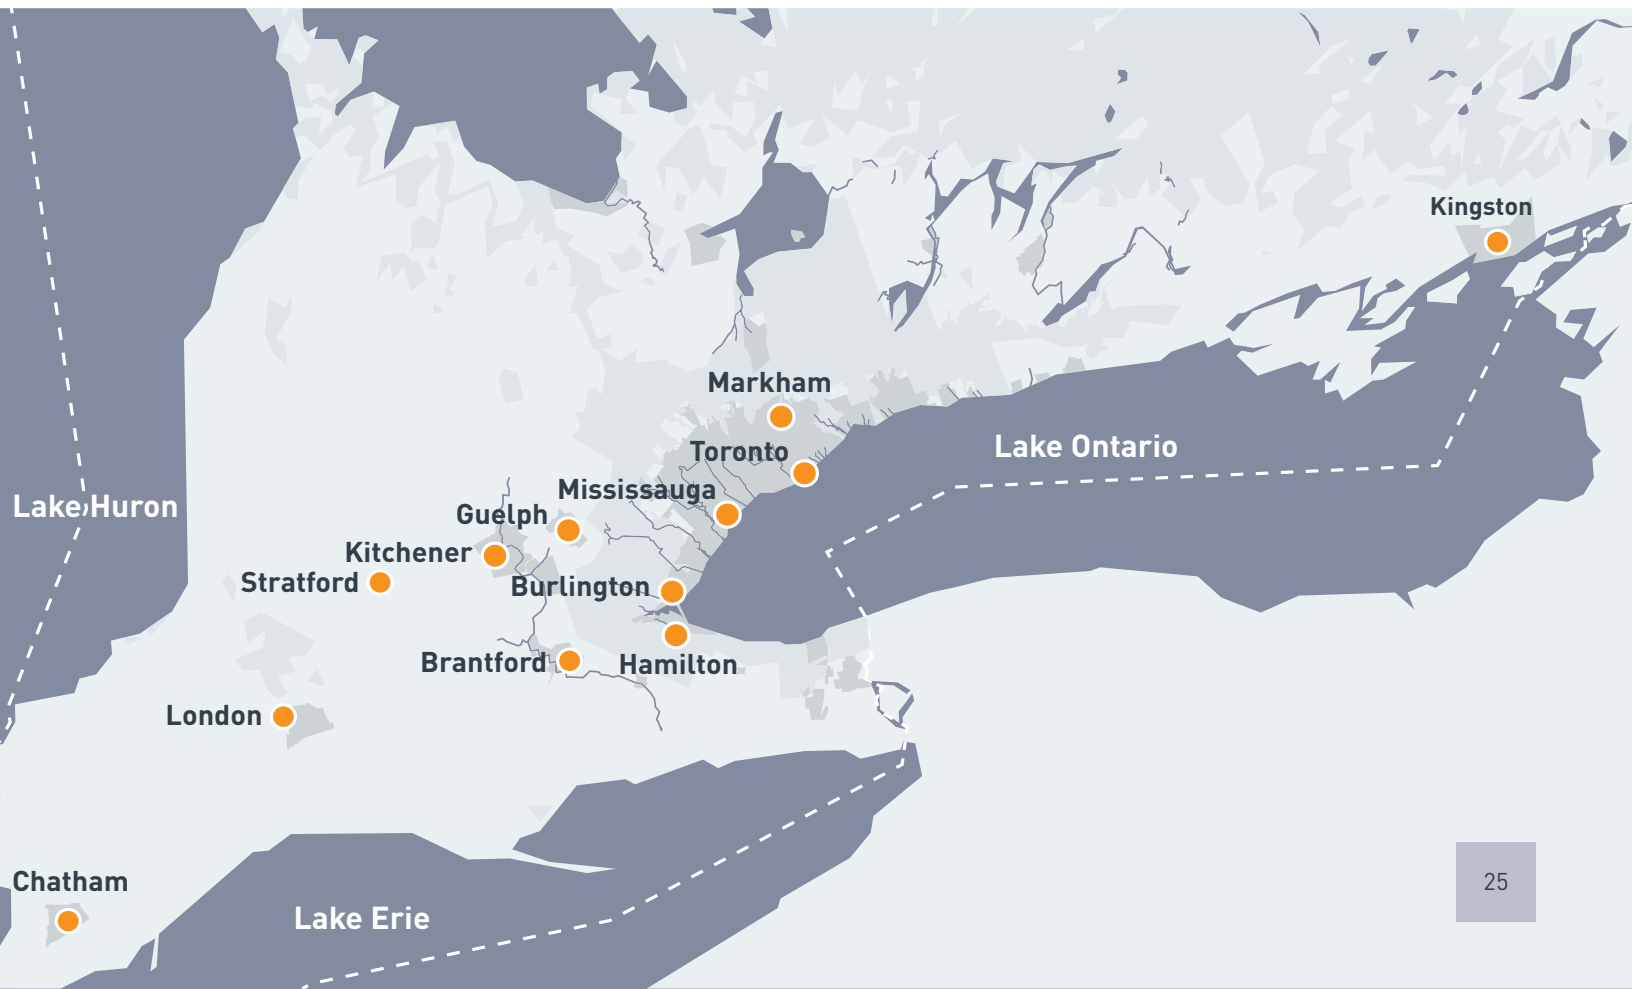 Kingston
Markham
Lake Ontario
Toronto
Mississauga
Lake Huron
Guelph
Kitchener
Stratford
Burlington
Brantford
Hamilton
London
Chatham
25
Lake Erie